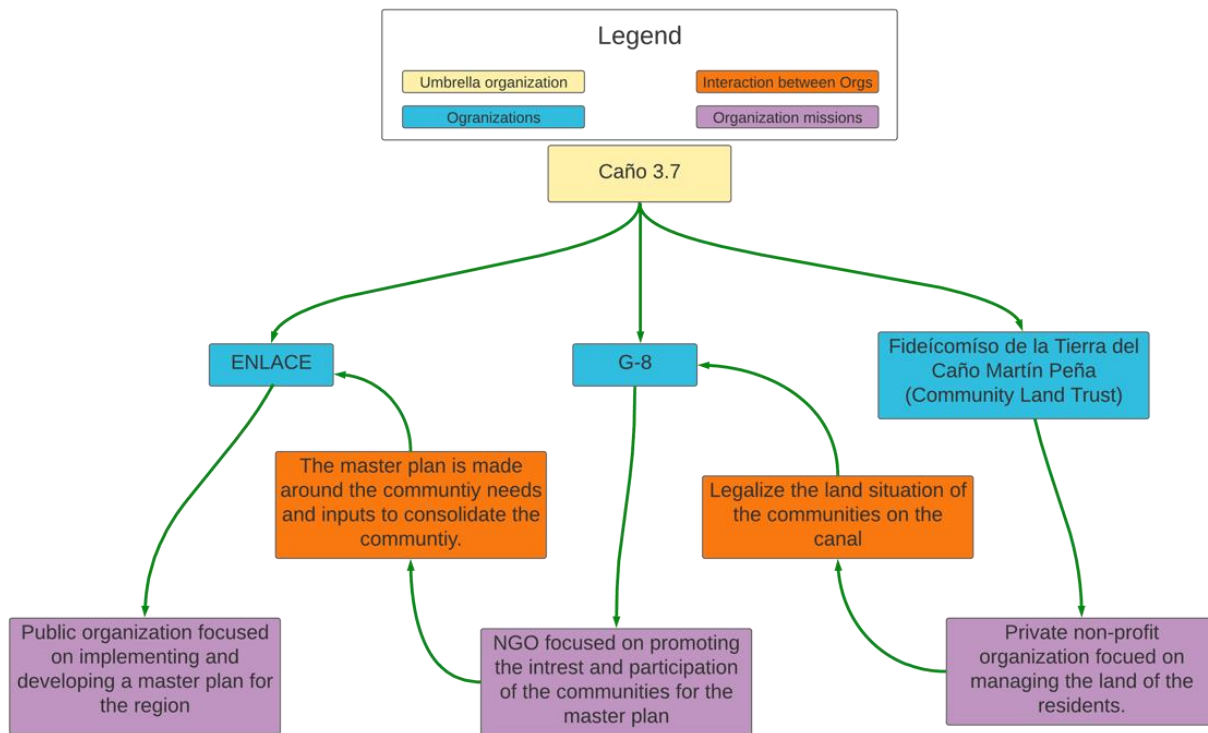 Legend
Umbrella organization
Interaction between Orgs
Ogranizations
Organization missions
Caño 3.7
ENLACE
G-8
Fideícomíso de la Tierra del
Caño Martín Peña
(Community Land Trust)
The master plan is made
around the communtiy needs
and inputs to consolidate the
communtiy.
Legalize the land situation of
the communities on the
canal
Public organization focused
on implementing and
developing a master plan for
the region
NGO focused on promoting
the intrest and participation
of the communities for the
master plan
Private non-profit
organization focued on
managing the land of the
residents.